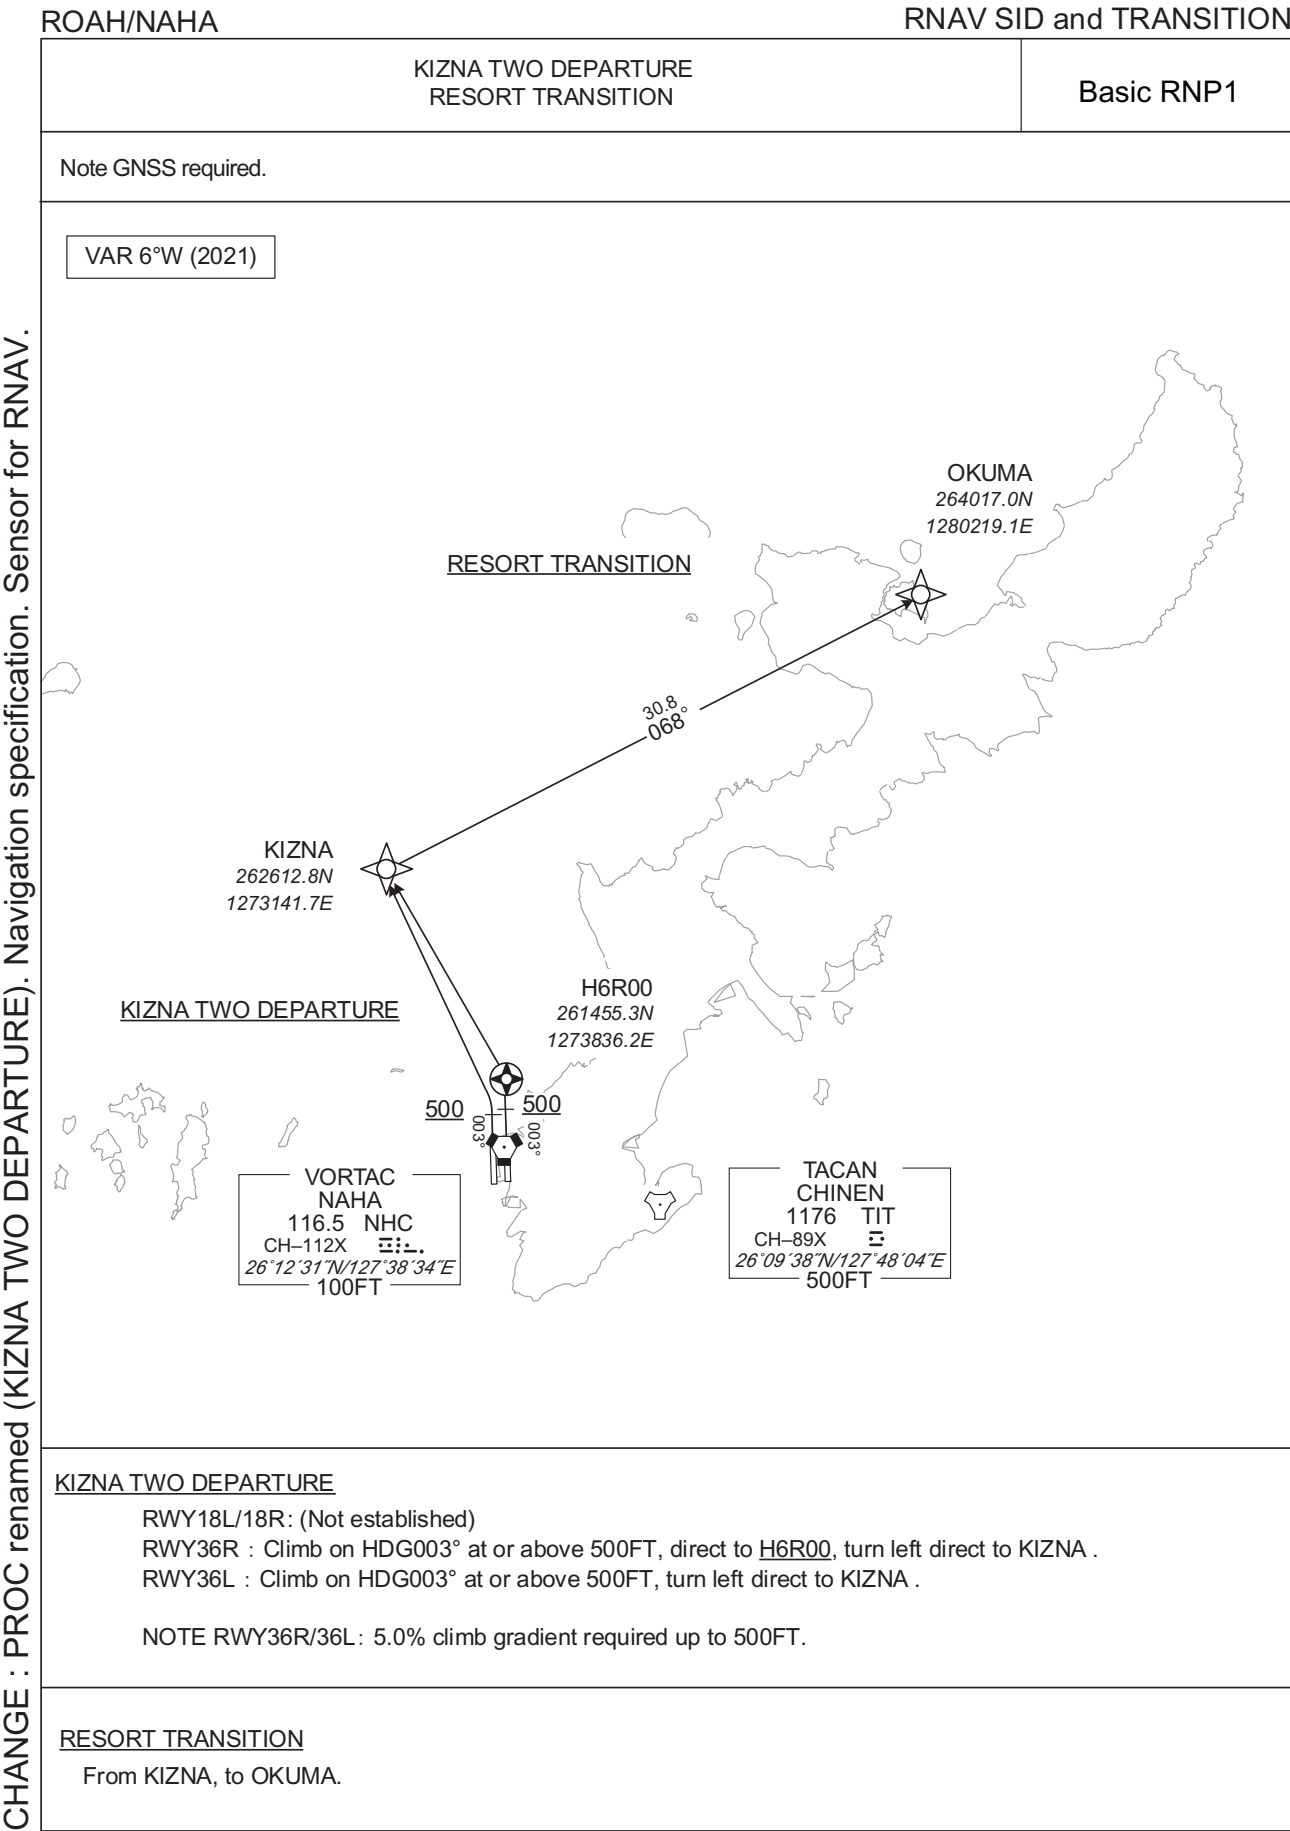 ROAH/NAHA
RNAV SID and TRANSITION
KIZNA TWO DEPARTURE
RESORT TRANSITION
Basic RNP1
Note GNSS required.
VAR 6°W (2021)
OKUMA
264017.0N
1280219.1E
RESORT TRANSITION
30.8
068°
KIZNA
262612.8N
1273141.7E
H6R00
261455.3N
1273836.2E
KIZNA TWO DEPARTURE
500
500
003°
003°
VORTAC
NAHA
116.5 NHC
CH–112X
26°12´31˝N/127°38´34˝E
100FT
TACAN
CHINEN
1176 TIT
CH–89X
26°09´38˝N/127°48´04˝E
500FT
KIZNA TWO DEPARTURE
RWY18L/18R: (Not established)
RWY36R : Climb on HDG003° at or above 500FT, direct to H6R00, turn left direct to KIZNA .
RWY36L : Climb on HDG003° at or above 500FT, turn left direct to KIZNA .
NOTE RWY36R/36L: 5.0% climb gradient required up to 500FT.
RESORT TRANSITION
From KIZNA, to OKUMA.
CHANGE : PROC renamed (KIZNA TWO DEPARTURE). Navigation specification. Sensor for RNAV.